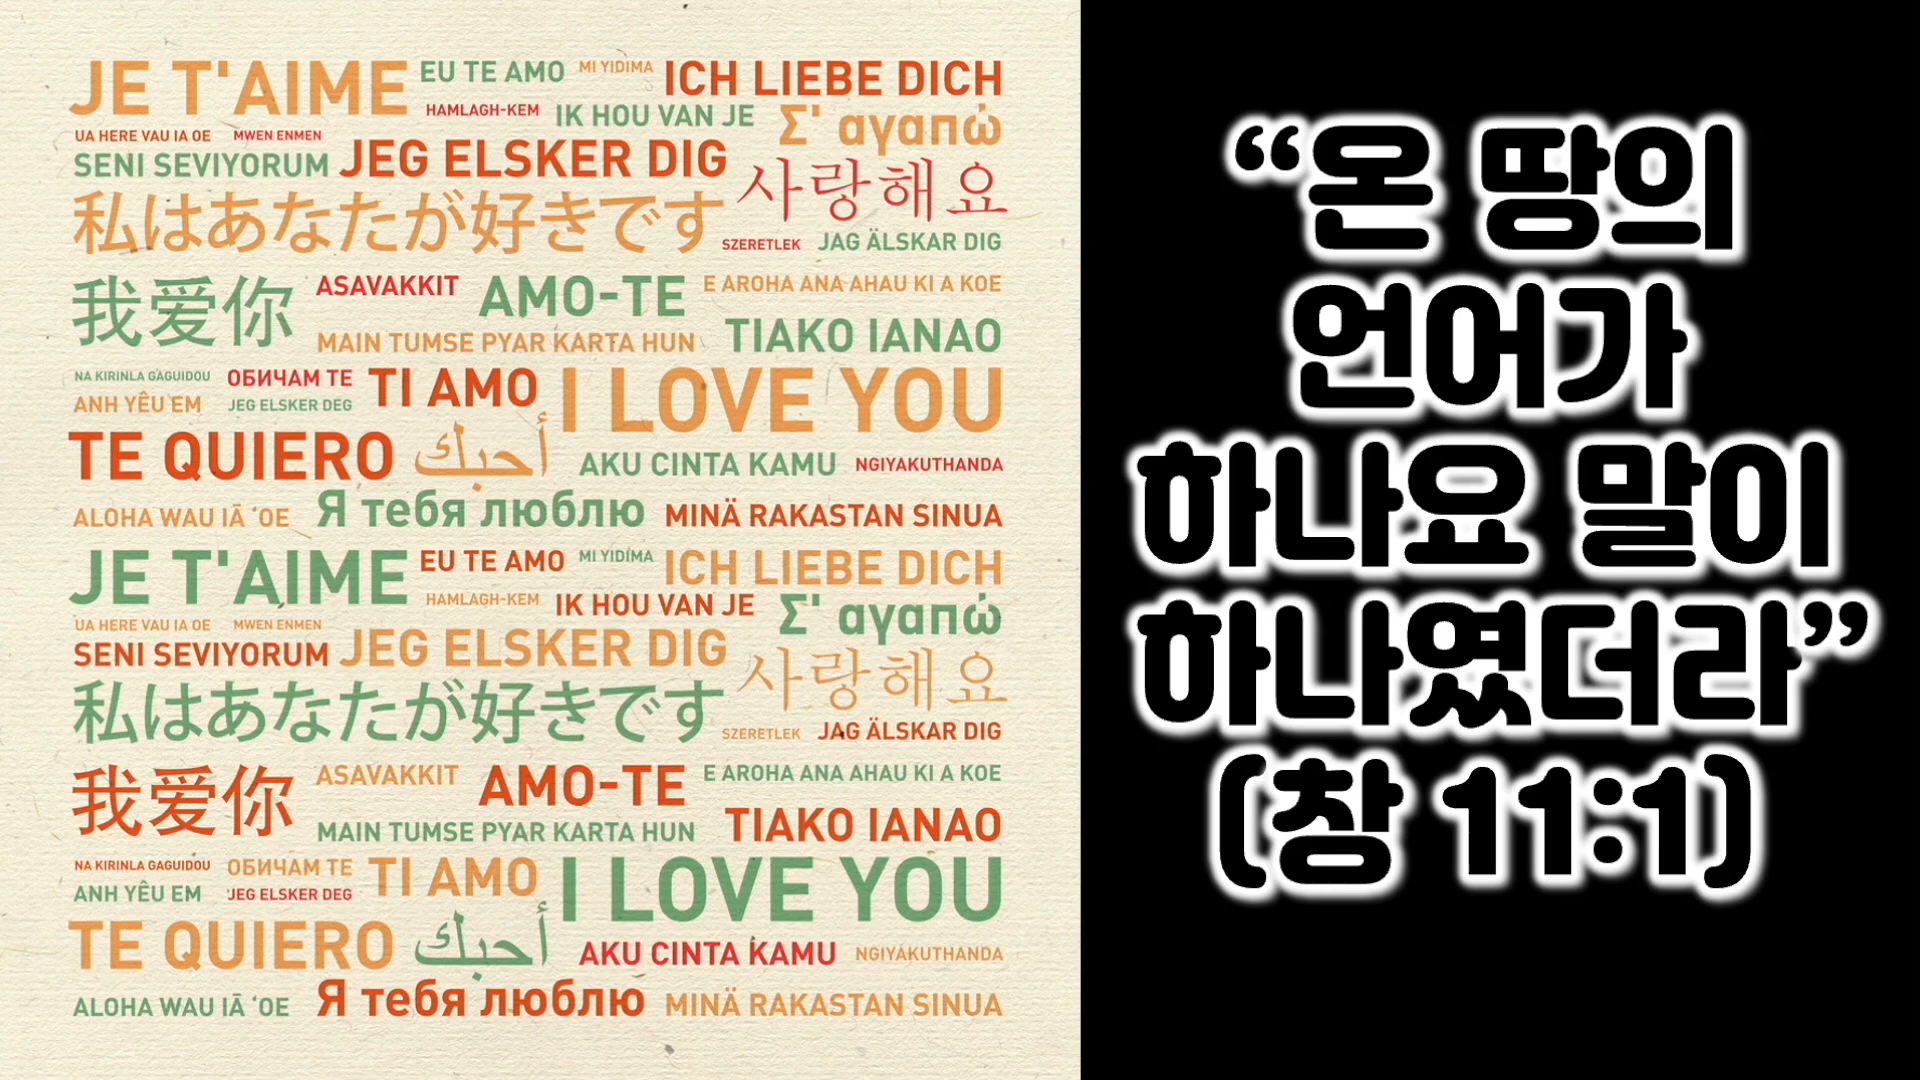 JE T'AIME EU TE AMO MI YIDIMA ICH LIEBE DICH
HAMLAGH-KEM IK HOU VAN JE Σ' αγαπώ
UA HERE VAU IA OE MWEN ENMEN
SENI SEVIYORUM JEG ELSKER DIG 사랑해요
私はあなたが好きです SZERETLEK JAG ÄLSKAR DIG
我爱你 ASAVAKKIT AMO-TE E AROHA ANA AHAU KI A KOE
MAIN TUMSE PYAR KARTA HUN TIAKO IANAO
NA KIRINLA GAGUIDOU ОБИЧАМ ТЕ TI AMO I LOVE YOU
ANH YÊU EM JEG ELSKER DEG
TE QUIERO أحبك AKU CINTA KAMU NGIYAKUTHANDA
ALOHA WAU IĀ ʻOE Я тебя люблю MINÄ RAKASTAN SINUA
JE T'AIME EU TE AMO MI YIDIMA ICH LIEBE DICH
HAMLAGH-KEM IK HOU VAN JE Σ' αγαπώ
UA HERE VAU IA OE MWEN ENMEN
SENI SEVIYORUM JEG ELSKER DIG 사랑해요
私はあなたが好きです SZERETLEK JAG ÄLSKAR DIG
我爱你 ASAVAKKIT AMO-TE E AROHA ANA AHAU KI A KOE
MAIN TUMSE PYAR KARTA HUN TIAKO IANAO
NA KIRINLA GAGUIDOU ОБИЧАМ ТЕ TI AMO I LOVE YOU
ANH YÊU EM JEG ELSKER DEG
TE QUIERO أحبك AKU CINTA KAMU NGIYAKUTHANDA
ALOHA WAU IĀ ʻOE Я тебя люблю MINÄ RAKASTAN SINUA
“온 땅의
언어가
하나요 말이
하나였더라”
(창 11:1)